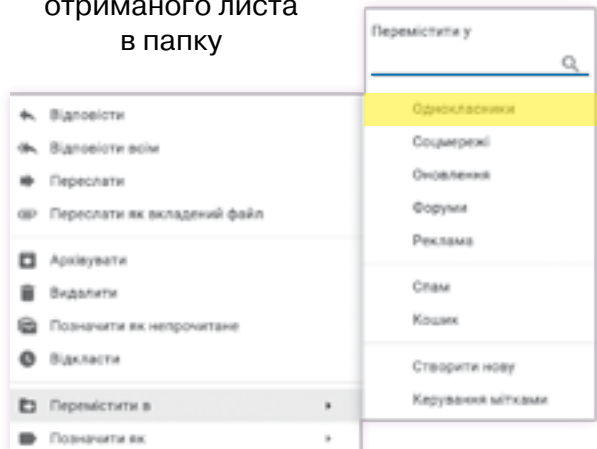 отриманого листа
в папку
Відповісти
Відповісти всім
Переслати
Переслати як вкладений файл
Архівувати
Видалити
Позначити як непрочитане
Відкласти
Перемістити в
Позначити як
Перемістити у
Однокласники
Соцмережі
Оновлення
Форуми
Реклама
Спам
Кошик
Створити нову
Керування мітками